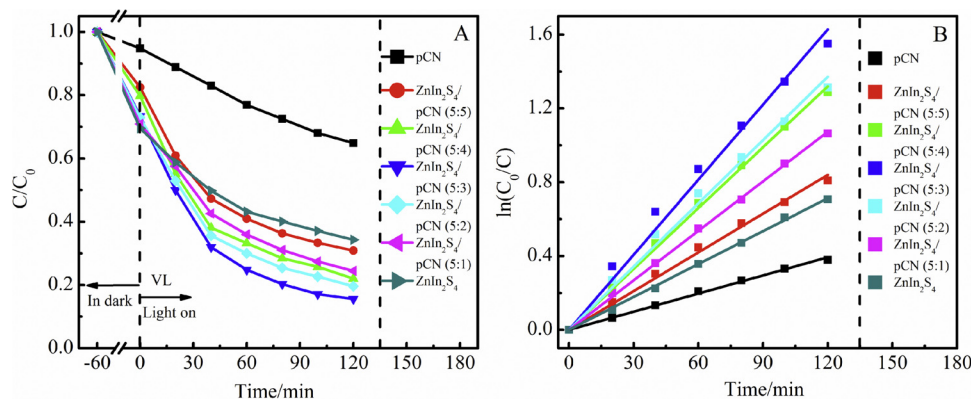 A
C/C0
1.0
0.8
0.6
0.4
0.2
0.0
-60
0
30
60
90
120
150
180
Time/min
In dark
VL
Light on
pCN
ZnIn2S4/
pCN (5:5)
ZnIn2S4/
pCN (5:4)
ZnIn2S4/
pCN (5:3)
ZnIn2S4/
pCN (5:2)
ZnIn2S4/
pCN (5:1)
ZnIn2S4
B
ln(C0/C)
1.6
1.2
0.8
0.4
0.0
0
30
60
90
120
150
180
Time/min
pCN
ZnIn2S4/
pCN (5:5)
ZnIn2S4/
pCN (5:4)
ZnIn2S4/
pCN (5:3)
ZnIn2S4/
pCN (5:2)
ZnIn2S4/
pCN (5:1)
ZnIn2S4